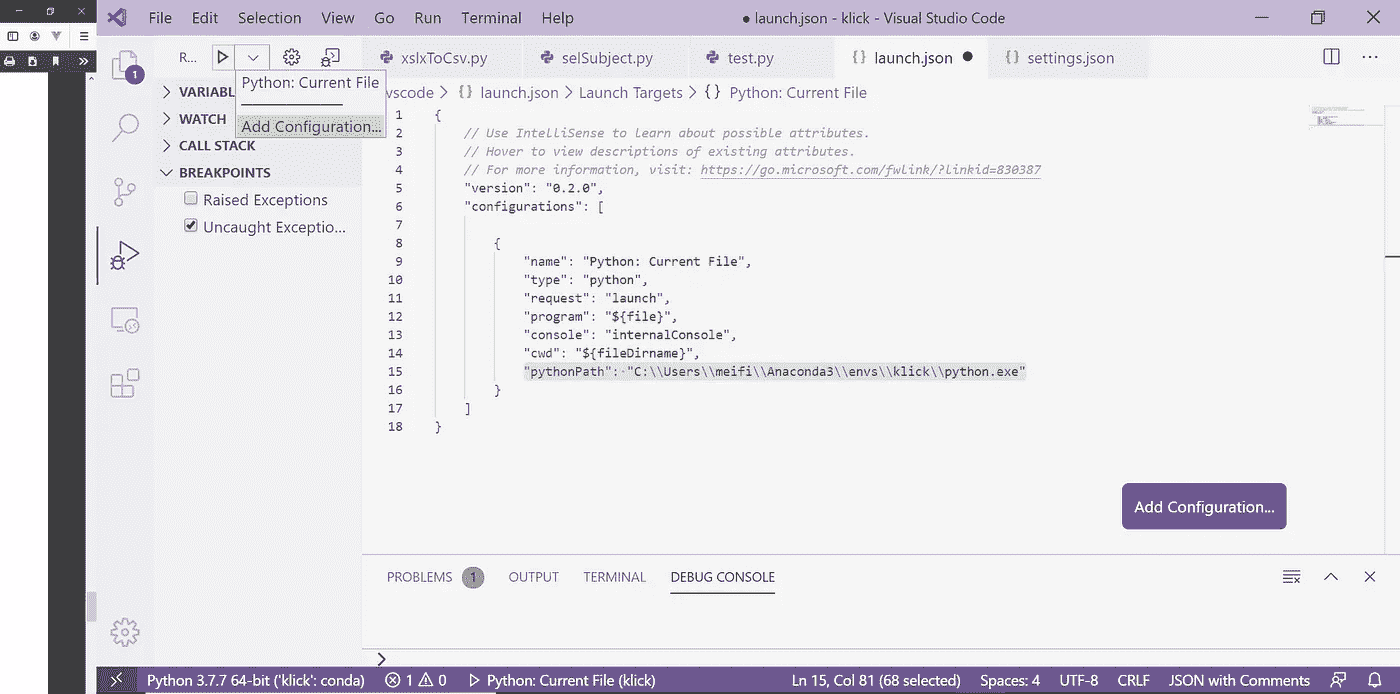 File Edit Selection View Go Run Terminal Help ● launch.json - klick - Visual Studio Code
R... xslxToCsv.py selSubject.py test.py {} launch.json ● {} settings.json
1
Python: Current File
Add Configuration...
VARIABL
WATCH
CALL STACK
BREAKPOINTS
Raised Exceptions
Uncaught Exceptio...
vscode > {} launch.json > Launch Targets > {} Python: Current File
1 {
2 // Use IntelliSense to learn about possible attributes.
3 // Hover to view descriptions of existing attributes.
4 // For more information, visit: https://go.microsoft.com/fwlink/?linkid=830387
5 "version": "0.2.0",
6 "configurations": [
7
8 {
9 "name": "Python: Current File",
10 "type": "python",
11 "request": "launch",
12 "program": "${file}",
13 "console": "internalConsole",
14 "cwd": "${fileDirname}",
15 "pythonPath": "C:\\Users\\meifi\\Anaconda3\\envs\\klick\\python.exe"
16 }
17 ]
18 }
Add Configuration...
PROBLEMS 1 OUTPUT TERMINAL DEBUG CONSOLE
Python 3.7.7 64-bit ('klick': conda) 1 0 Python: Current File (klick) Ln 15, Col 81 (68 selected) Spaces: 4 UTF-8 CRLF JSON with Comments